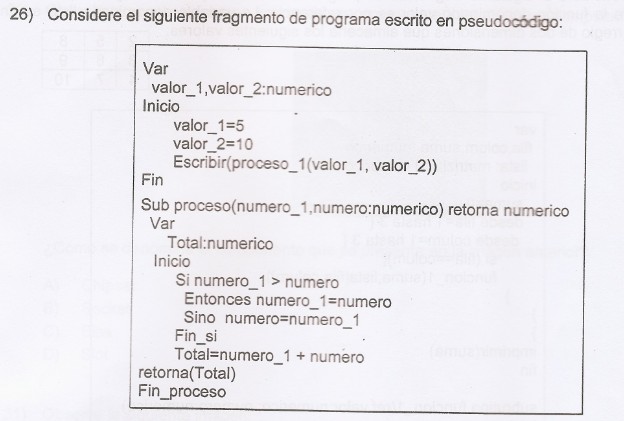 26) Considere el siguiente fragmento de programa escrito en pseudocódigo:
Var
valor_1,valor_2:numerico
Inicio
valor_1=5
valor_2=10
Escribir(proceso_1(valor_1, valor_2))
Fin
Sub proceso(numero_1,numero:numerico) retorna numerico
Var
Total:numerico
Inicio
Si numero_1 > numero
Entonces numero_1=numero
Sino numero=numero_1
Fin_si
Total=numero_1 + numero
retorna(Total)
Fin_proceso